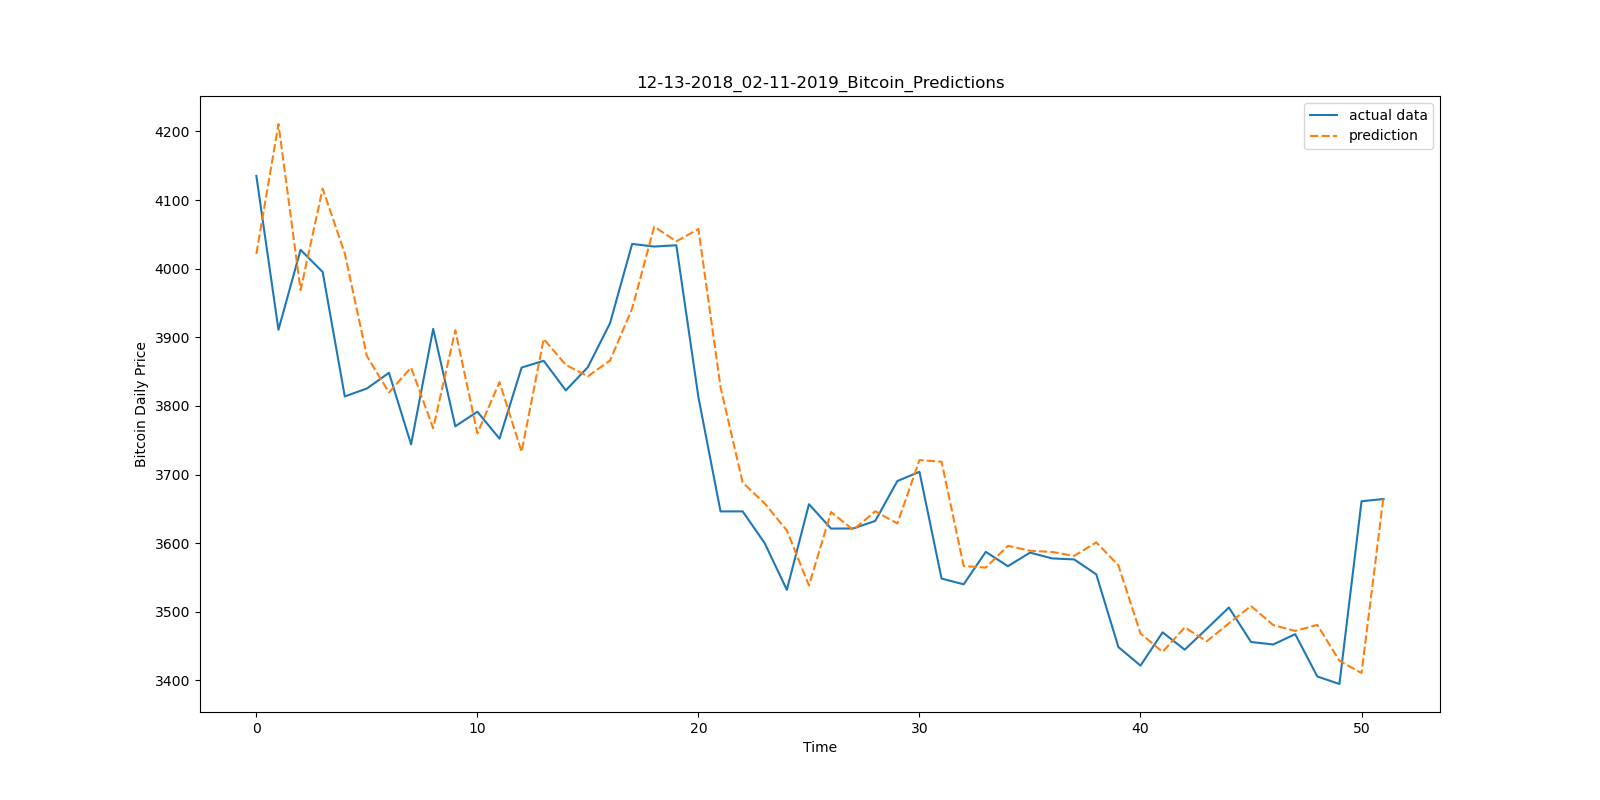 12-13-2018_02-11-2019_Bitcoin_Predictions
actual data
prediction
4200
4100
4000
3900
3800
3700
3600
3500
3400
Bitcoin Daily Price
0 10 20 30 40 50
Time